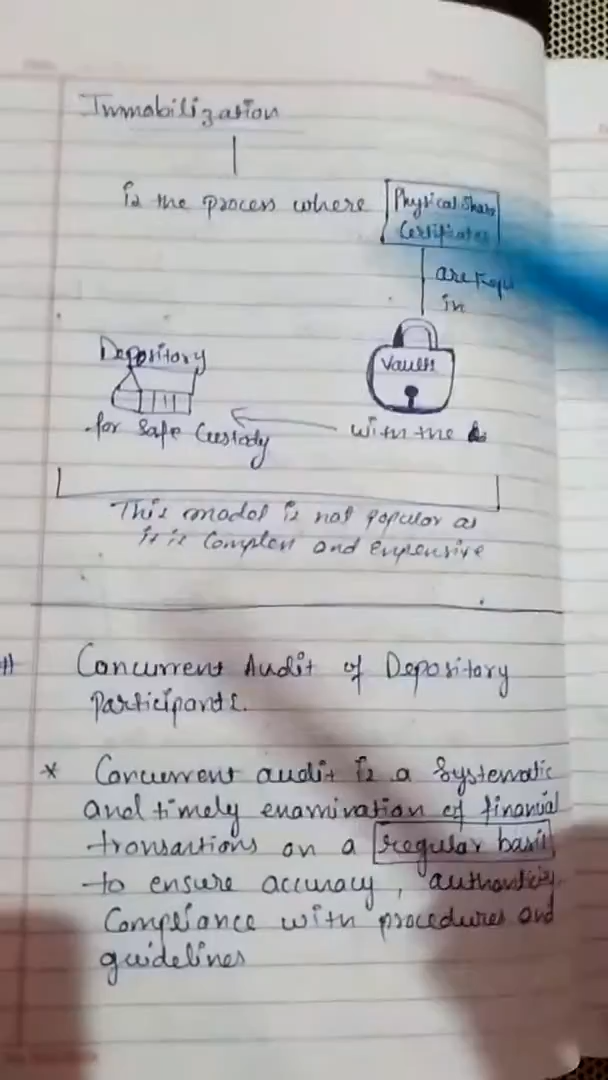 Immobilization
is the process where Physical Share
Certificates
are kept
in
Vaults
Depository
for Safe Custody
with the
This model is not popular as
it is Complex and Expensive
# Concurrent Audit of Depository
Participants.
* Concurrent audit is a Systematic
and timely examination of financial
transactions on a regular basis
to ensure accuracy, authenticity
Compliance with procedures and
guidelines